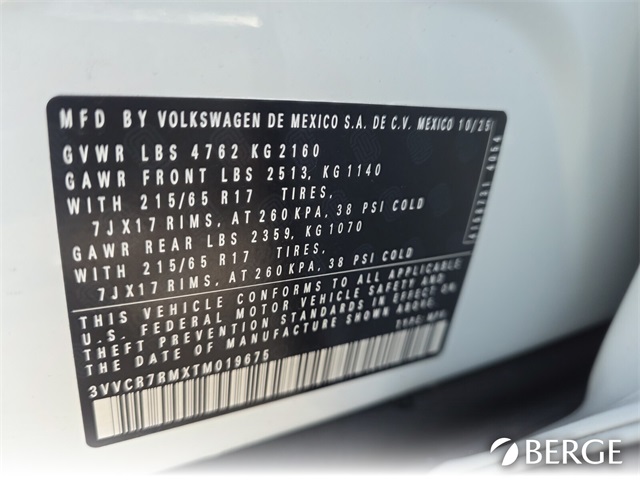 MFD BY VOLKSWAGEN DE MEXICO S.A. DE C.V. MEXICO 10/25
GVWR LBS 4762 KG 2160
GAWR FRONT LBS 2513, KG 1140
WITH 215/65 R17 TIRES,
7JX17 RIMS, AT 260 KPA, 38 PSI COLD
GAWR REAR LBS 2359, KG 1070
WITH 215/65 R17 TIRES,
7JX17 RIMS, AT 260 KPA, 38 PSI COLD
THIS VEHICLE CONFORMS TO ALL APPLICABLE
U.S. FEDERAL MOTOR VEHICLE SAFETY AND
THEFT PREVENTION STANDARDS IN EFFECT ON
THE DATE OF MANUFACTURE SHOWN ABOVE.
TYPE: MPV
3VVCR7RMXTM019675
BERGE